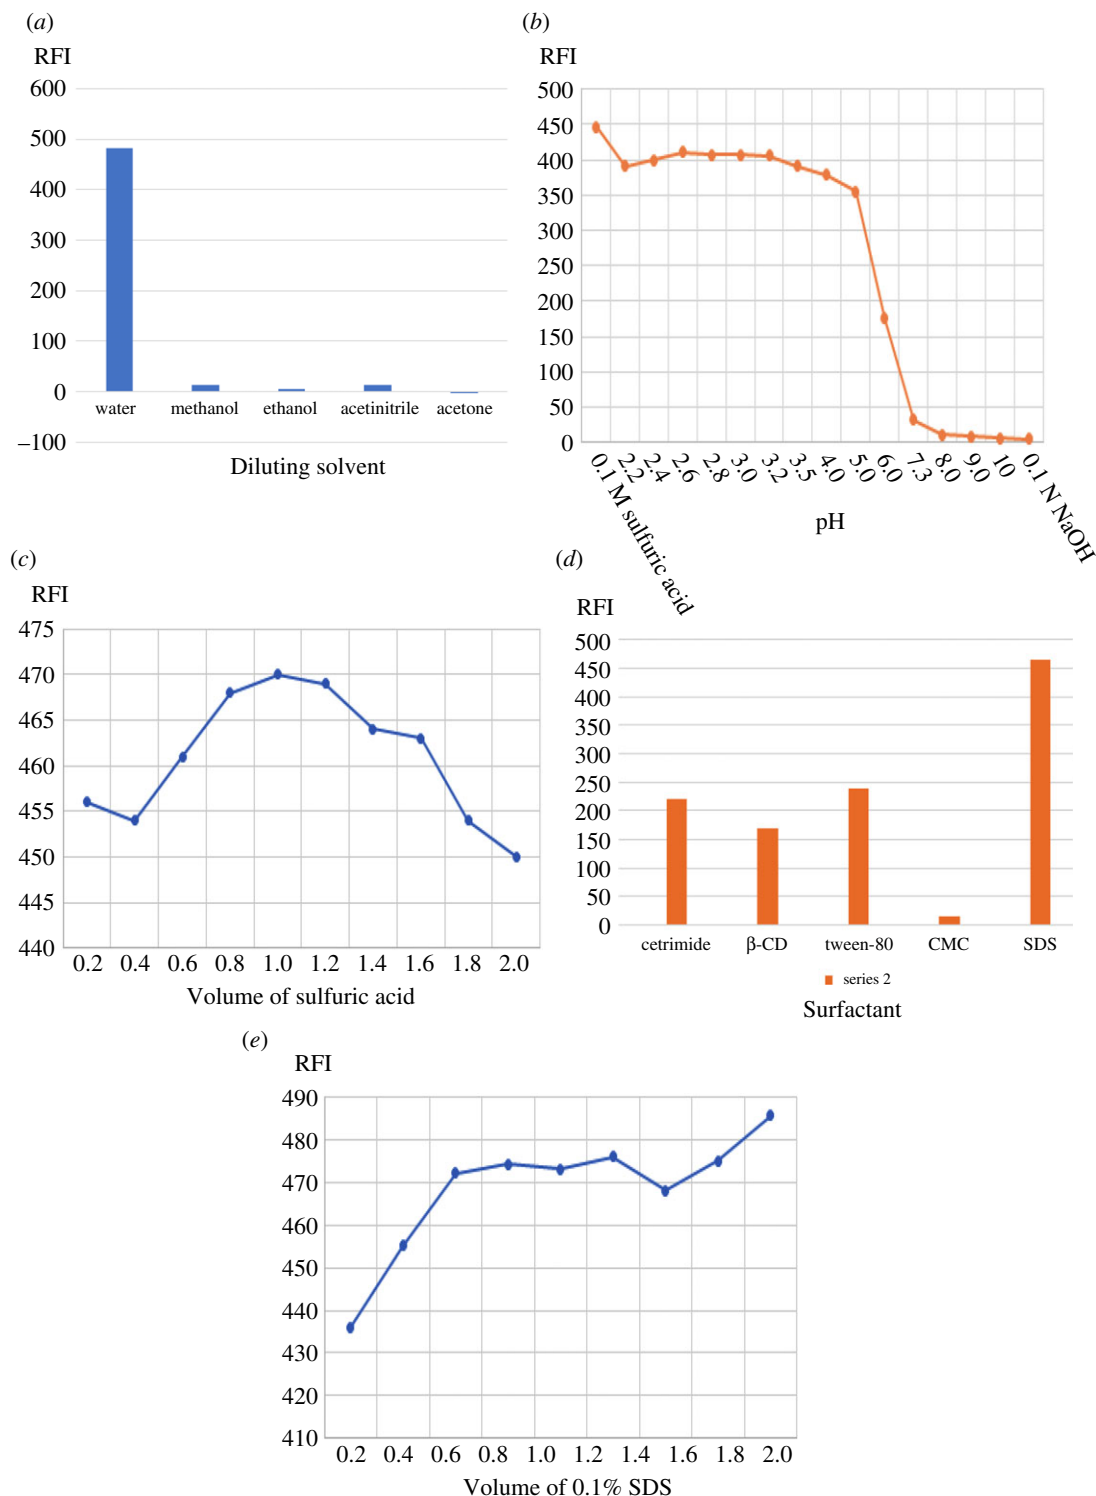 (a)
RFI
600
500
400
300
200
100
0
–100
water methanol ethanol acetinitrile acetone
Diluting solvent
(b)
RFI
500
450
400
350
300
250
200
150
100
50
0
0.1 M sulfuric acid 2.2 2.4 2.6 2.8 3.0 3.2 3.5 4.0 5.0 6.0 7.3 8.0 9.0 10 0.1 N NaOH
pH
(c)
RFI
475
470
465
460
455
450
445
440
0.2 0.4 0.6 0.8 1.0 1.2 1.4 1.6 1.8 2.0
Volume of sulfuric acid
(d)
RFI
500
450
400
350
300
250
200
150
100
50
0
cetrimide β-CD tween-80 CMC SDS
series 2
Surfactant
(e)
RFI
490
480
470
460
450
440
430
420
410
0.2 0.4 0.6 0.8 1.0 1.2 1.4 1.6 1.8 2.0
Volume of 0.1% SDS